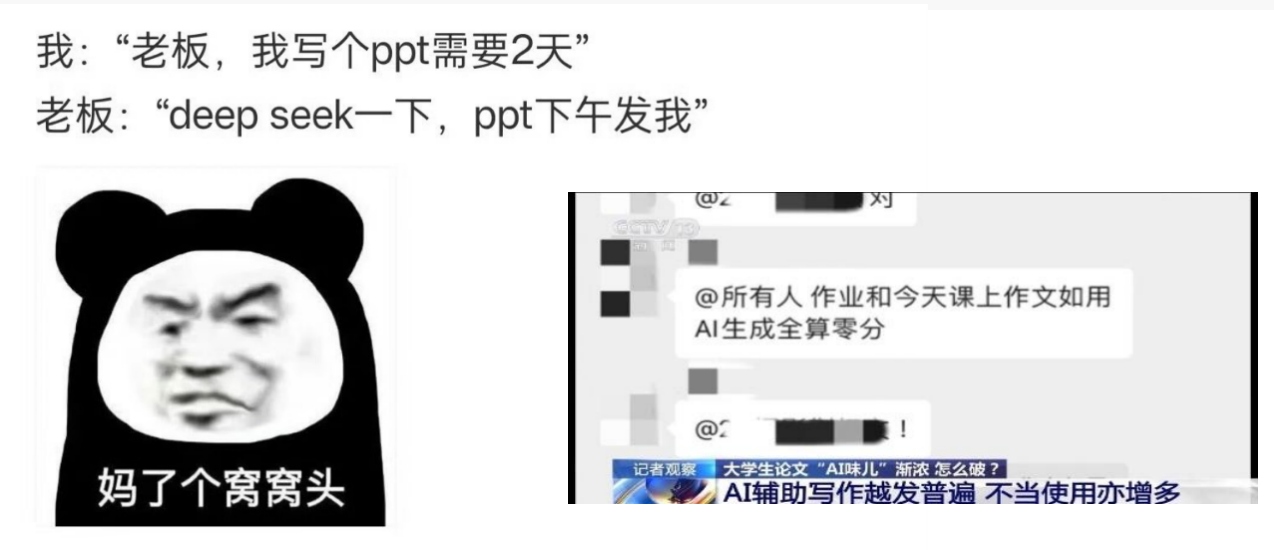 我：“老板，我写个ppt需要2天”
老板：“deep seek一下，ppt下午发我”
妈了个窝窝头
@2 对
CCTV 13
新闻
@所有人 作业和今天课上作文如用
AI生成全算零分
@2 ！
记者观察 大学生论文“AI味儿”渐浓 怎么破？
AI辅助写作越发普遍 不当使用亦增多